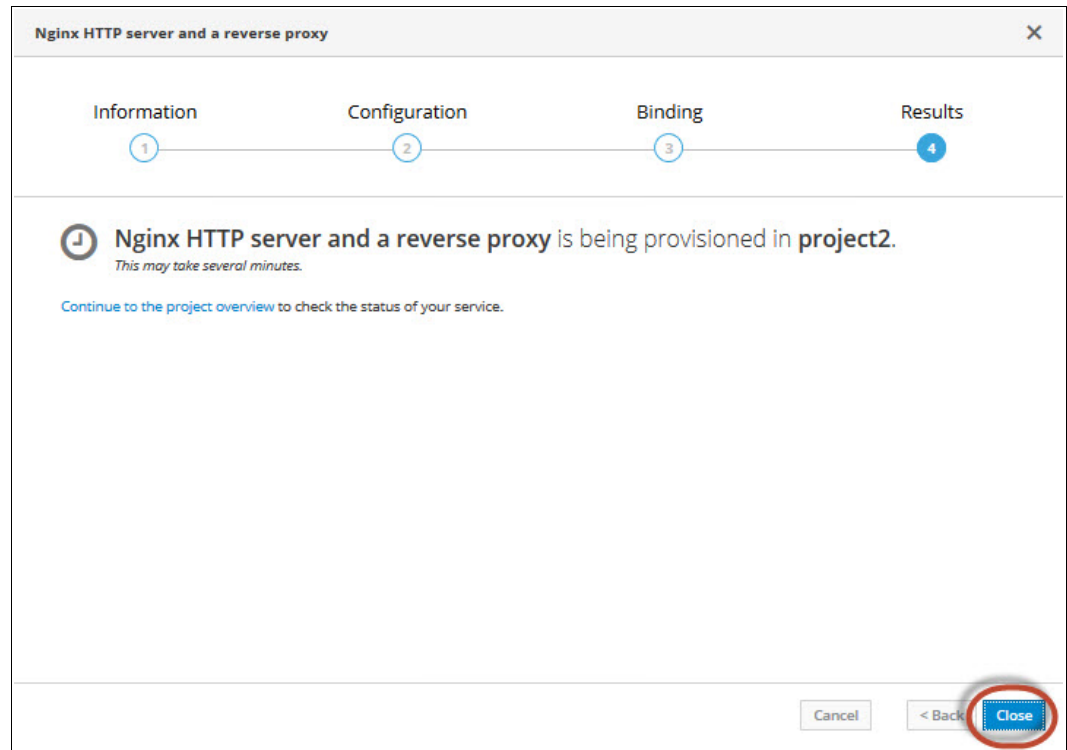 Nginx HTTP server and a reverse proxy
Information Configuration Binding Results
1 2 3 4
Nginx HTTP server and a reverse proxy is being provisioned in project2.
This may take several minutes.
Continue to the project overview to check the status of your service.
Cancel < Back Close